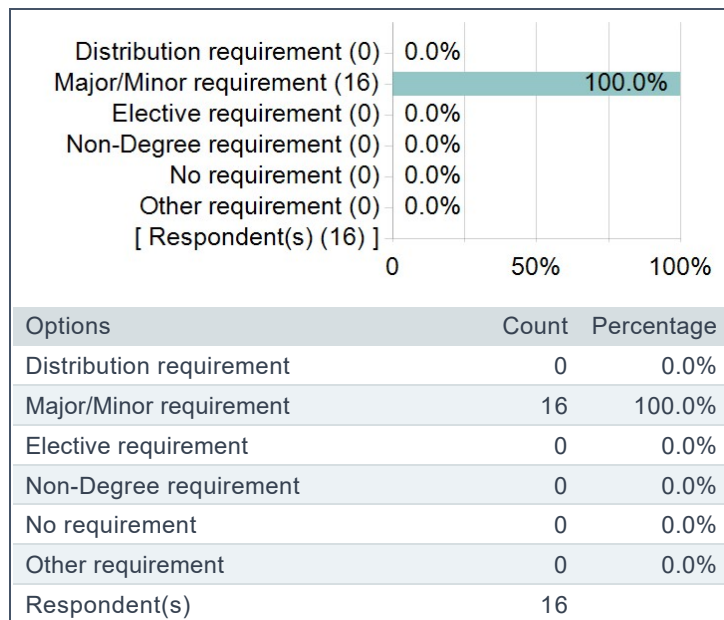 Distribution requirement (0) 0.0%
Major/Minor requirement (16) 100.0%
Elective requirement (0) 0.0%
Non-Degree requirement (0) 0.0%
No requirement (0) 0.0%
Other requirement (0) 0.0%
[ Respondent(s) (16) ]
0 50% 100%
Options Count Percentage
Distribution requirement 0 0.0%
Major/Minor requirement 16 100.0%
Elective requirement 0 0.0%
Non-Degree requirement 0 0.0%
No requirement 0 0.0%
Other requirement 0 0.0%
Respondent(s) 16